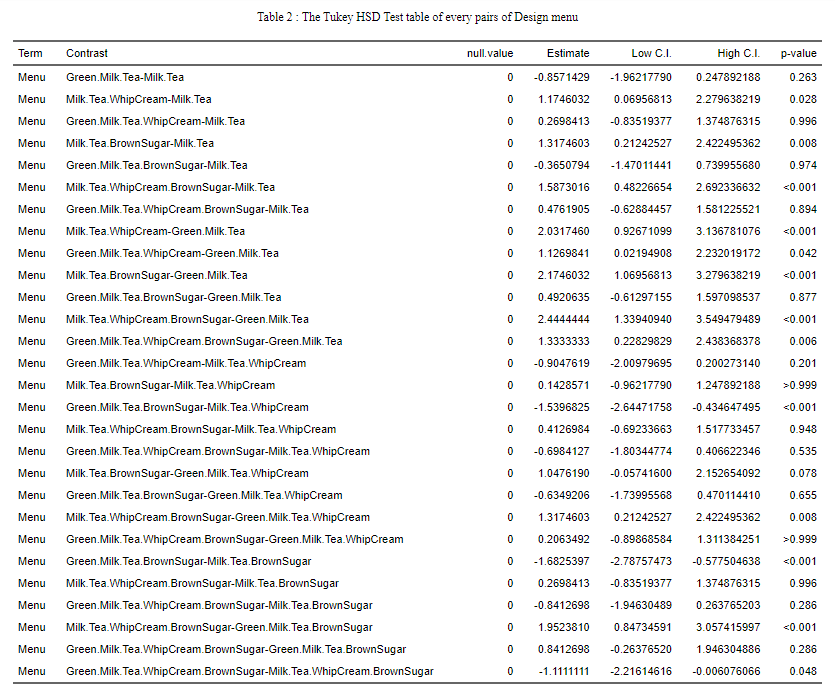 Table 2 : The Tukey HSD Test table of every pairs of Design menu
Term Contrast null.value Estimate Low C.I. High C.I. p-value
Menu Green.Milk.Tea-Milk.Tea 0 -0.8571429 -1.96217790 0.247892188 0.263
Menu Milk.Tea.WhipCream-Milk.Tea 0 1.1746032 0.06956813 2.279638219 0.028
Menu Green.Milk.Tea.WhipCream-Milk.Tea 0 0.2698413 -0.83519377 1.374876315 0.996
Menu Milk.Tea.BrownSugar-Milk.Tea 0 1.3174603 0.21242527 2.422495362 0.008
Menu Green.Milk.Tea.BrownSugar-Milk.Tea 0 -0.3650794 -1.47011441 0.739955680 0.974
Menu Milk.Tea.WhipCream.BrownSugar-Milk.Tea 0 1.5873016 0.48226654 2.692336632 <0.001
Menu Green.Milk.Tea.WhipCream.BrownSugar-Milk.Tea 0 0.4761905 -0.62884457 1.581225521 0.894
Menu Milk.Tea.WhipCream-Green.Milk.Tea 0 2.0317460 0.92671099 3.136781076 <0.001
Menu Green.Milk.Tea.WhipCream-Green.Milk.Tea 0 1.1269841 0.02194908 2.232019172 0.042
Menu Milk.Tea.BrownSugar-Green.Milk.Tea 0 2.1746032 1.06956813 3.279638219 <0.001
Menu Green.Milk.Tea.BrownSugar-Green.Milk.Tea 0 0.4920635 -0.61297155 1.597098537 0.877
Menu Milk.Tea.WhipCream.BrownSugar-Green.Milk.Tea 0 2.4444444 1.33940940 3.549479489 <0.001
Menu Green.Milk.Tea.WhipCream.BrownSugar-Green.Milk.Tea 0 1.3333333 0.22829829 2.438368378 0.006
Menu Green.Milk.Tea.WhipCream-Milk.Tea.WhipCream 0 -0.9047619 -2.00979695 0.200273140 0.201
Menu Milk.Tea.BrownSugar-Milk.Tea.WhipCream 0 0.1428571 -0.96217790 1.247892188 >0.999
Menu Green.Milk.Tea.BrownSugar-Milk.Tea.WhipCream 0 -1.5396825 -2.64471758 -0.434647495 <0.001
Menu Milk.Tea.WhipCream.BrownSugar-Milk.Tea.WhipCream 0 0.4126984 -0.69233663 1.517733457 0.948
Menu Green.Milk.Tea.WhipCream.BrownSugar-Milk.Tea.WhipCream 0 -0.6984127 -1.80344774 0.406622346 0.535
Menu Milk.Tea.BrownSugar-Green.Milk.Tea.WhipCream 0 1.0476190 -0.05741600 2.152654092 0.078
Menu Green.Milk.Tea.BrownSugar-Green.Milk.Tea.WhipCream 0 -0.6349206 -1.73995568 0.470114410 0.655
Menu Milk.Tea.WhipCream.BrownSugar-Green.Milk.Tea.WhipCream 0 1.3174603 0.21242527 2.422495362 0.008
Menu Green.Milk.Tea.WhipCream.BrownSugar-Green.Milk.Tea.WhipCream 0 0.2063492 -0.89868584 1.311384251 >0.999
Menu Green.Milk.Tea.BrownSugar-Milk.Tea.BrownSugar 0 -1.6825397 -2.78757473 -0.577504638 <0.001
Menu Milk.Tea.WhipCream.BrownSugar-Milk.Tea.BrownSugar 0 0.2698413 -0.83519377 1.374876315 0.996
Menu Green.Milk.Tea.WhipCream.BrownSugar-Milk.Tea.BrownSugar 0 -0.8412698 -1.94630489 0.263765203 0.286
Menu Milk.Tea.WhipCream.BrownSugar-Green.Milk.Tea.BrownSugar 0 1.9523810 0.84734591 3.057415997 <0.001
Menu Green.Milk.Tea.WhipCream.BrownSugar-Green.Milk.Tea.BrownSugar 0 0.8412698 -0.26376520 1.946304886 0.286
Menu Green.Milk.Tea.WhipCream.BrownSugar-Milk.Tea.WhipCream.BrownSugar 0 -1.1111111 -2.21614616 -0.006076066 0.048